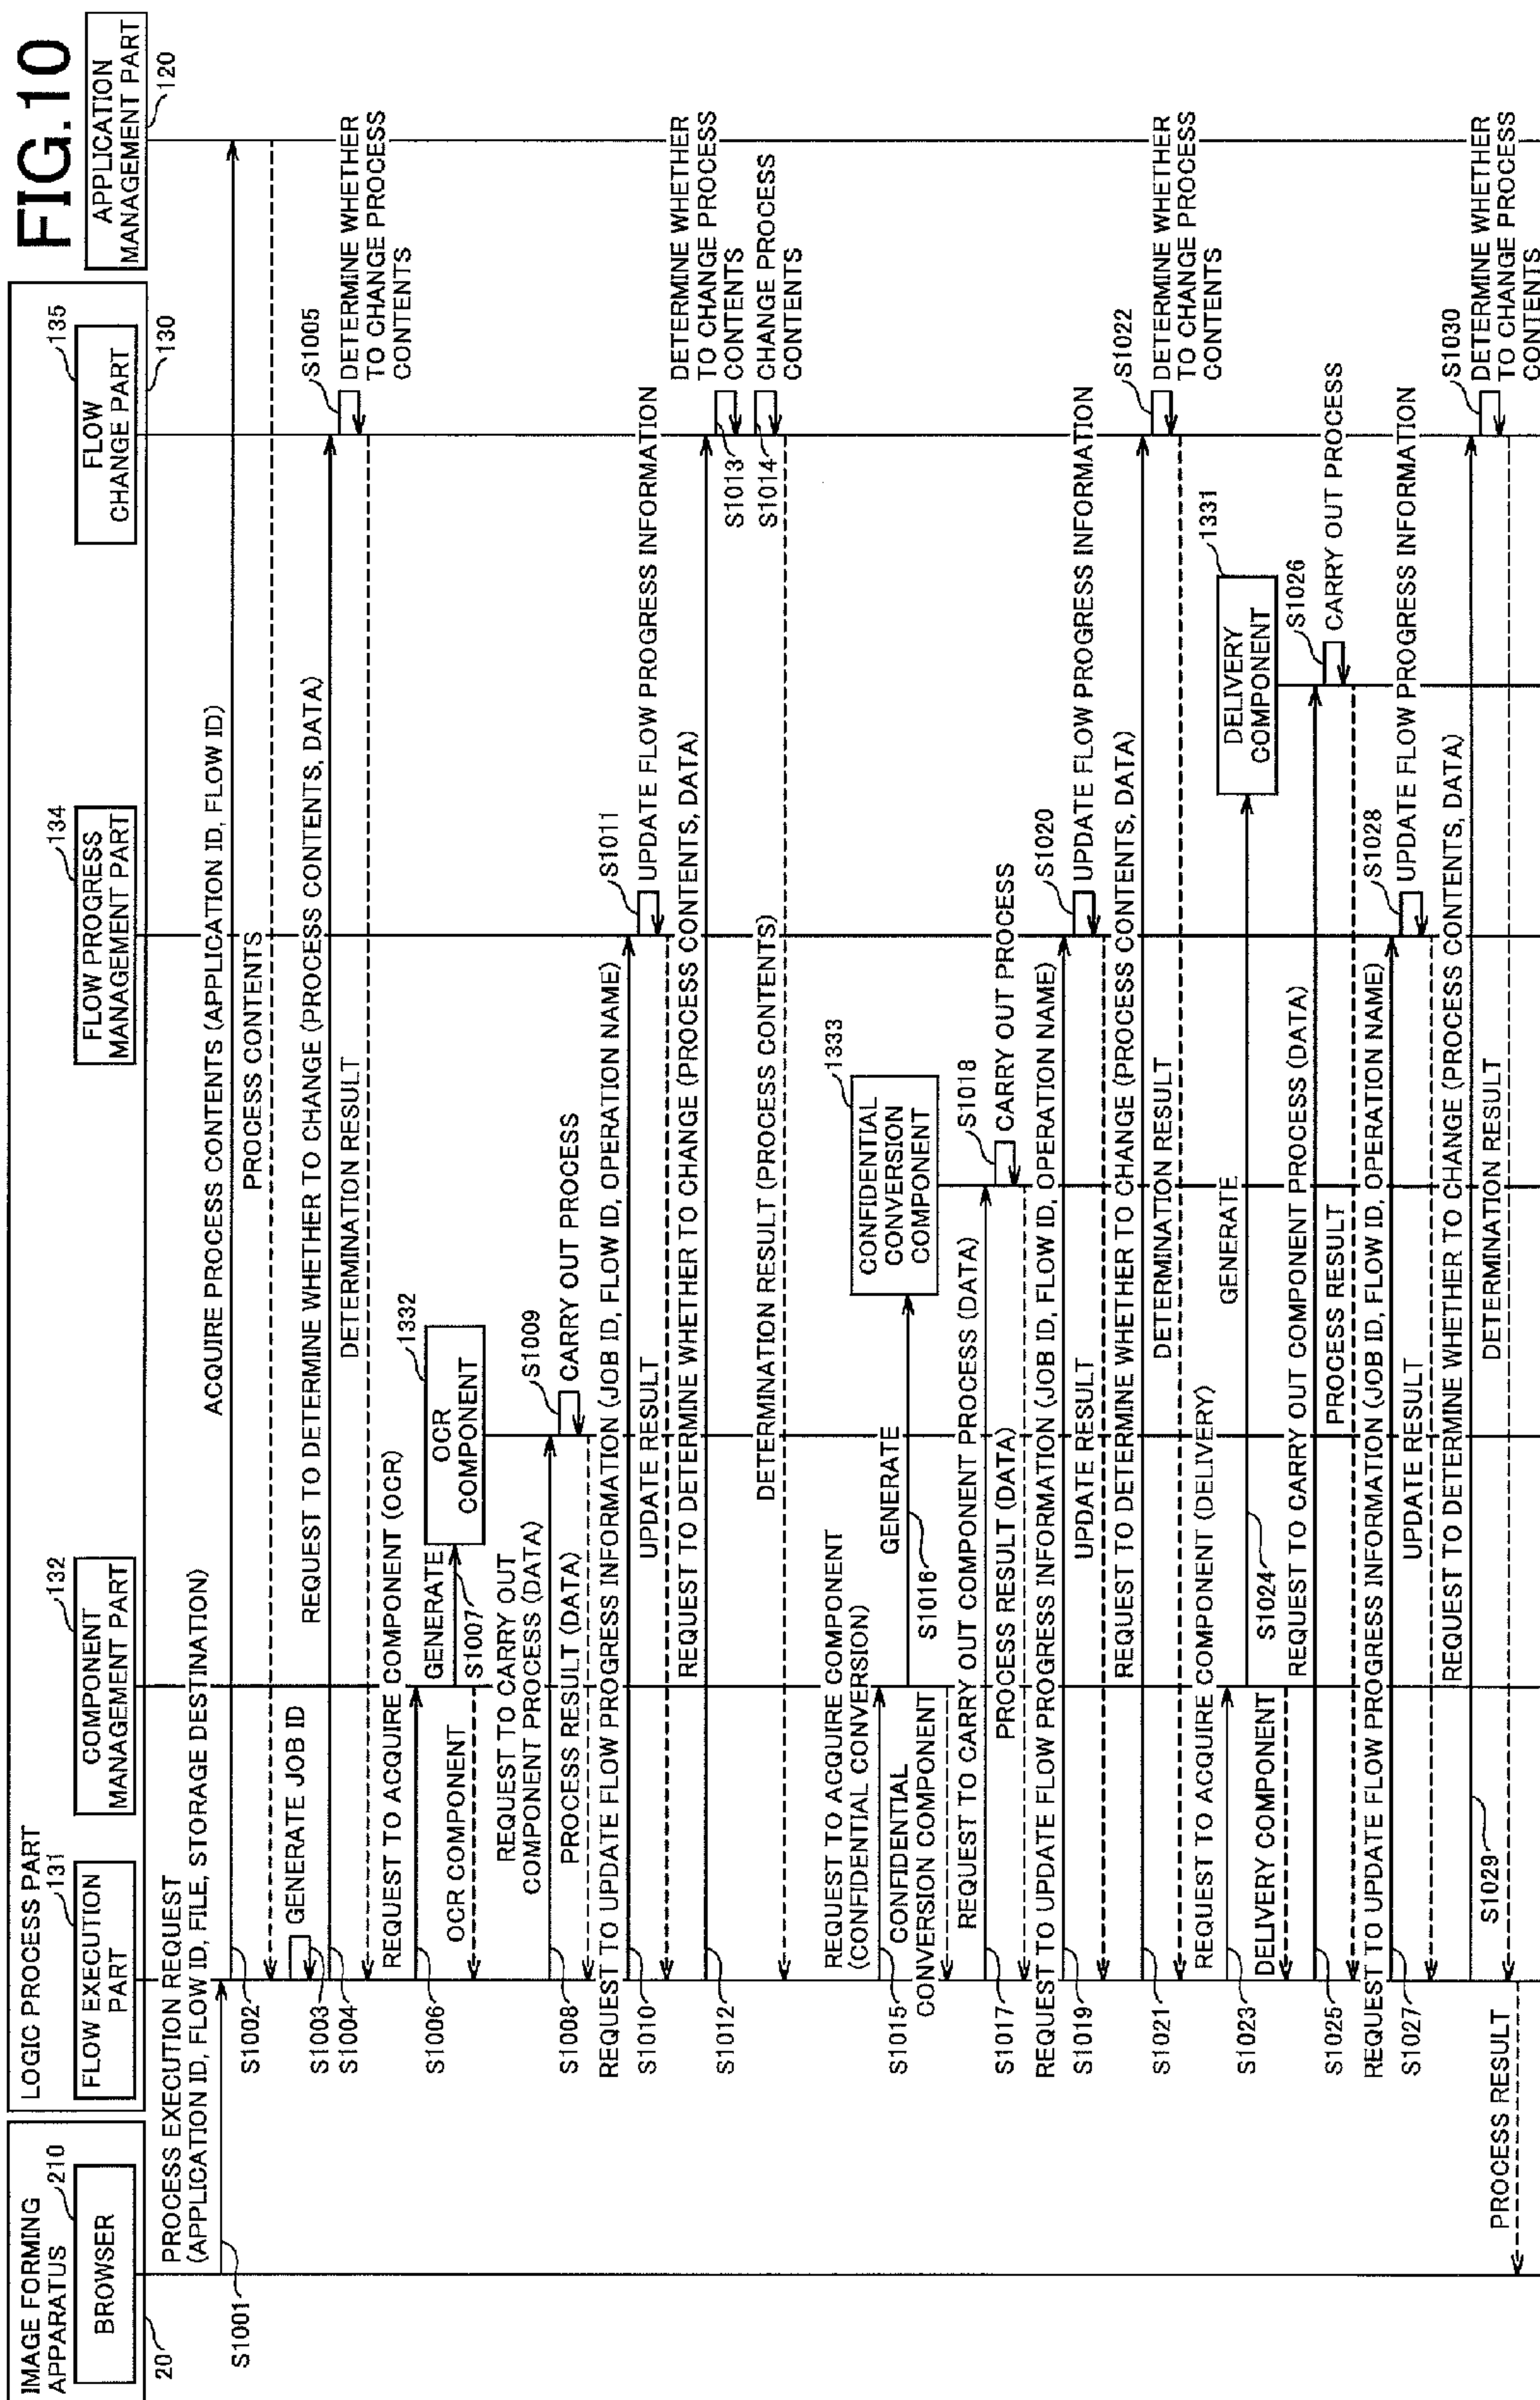 FIG.10
IMAGE FORMING
APPARATUS
210
BROWSER
20
LOGIC PROCESS PART
131
FLOW EXECUTION
PART
132
COMPONENT
MANAGEMENT PART
134
FLOW PROGRESS
MANAGEMENT PART
135
FLOW
CHANGE PART
130
APPLICATION
MANAGEMENT PART
120
PROCESS EXECUTION REQUEST
(APPLICATION ID, FLOW ID, FILE, STORAGE DESTINATION)
S1001
ACQUIRE PROCESS CONTENTS (APPLICATION ID, FLOW ID)
S1002
PROCESS CONTENTS
GENERATE JOB ID
S1003
REQUEST TO DETERMINE WHETHER TO CHANGE (PROCESS CONTENTS, DATA)
S1004
S1005
DETERMINE WHETHER
TO CHANGE PROCESS
CONTENTS
DETERMINATION RESULT
REQUEST TO ACQUIRE COMPONENT (OCR)
S1006
GENERATE
S1007
1332
OCR
COMPONENT
OCR COMPONENT
REQUEST TO CARRY OUT
COMPONENT PROCESS (DATA)
S1008
S1009
CARRY OUT PROCESS
PROCESS RESULT (DATA)
REQUEST TO UPDATE FLOW PROGRESS INFORMATION (JOB ID, FLOW ID, OPERATION NAME)
S1010
S1011
UPDATE FLOW PROGRESS INFORMATION
UPDATE RESULT
REQUEST TO DETERMINE WHETHER TO CHANGE (PROCESS CONTENTS, DATA)
S1012
DETERMINE WHETHER
TO CHANGE PROCESS
CONTENTS
S1013
S1014
CHANGE PROCESS
CONTENTS
DETERMINATION RESULT (PROCESS CONTENTS)
REQUEST TO ACQUIRE COMPONENT
(CONFIDENTIAL CONVERSION)
S1015
GENERATE
S1016
1333
CONFIDENTIAL
CONVERSION
COMPONENT
CONFIDENTIAL
CONVERSION COMPONENT
REQUEST TO CARRY OUT COMPONENT PROCESS (DATA)
S1017
S1018
CARRY OUT PROCESS
PROCESS RESULT (DATA)
REQUEST TO UPDATE FLOW PROGRESS INFORMATION (JOB ID, FLOW ID, OPERATION NAME)
S1019
S1020
UPDATE FLOW PROGRESS INFORMATION
UPDATE RESULT
REQUEST TO DETERMINE WHETHER TO CHANGE (PROCESS CONTENTS, DATA)
S1021
S1022
DETERMINE WHETHER
TO CHANGE PROCESS
CONTENTS
DETERMINATION RESULT
REQUEST TO ACQUIRE COMPONENT (DELIVERY)
S1023
GENERATE
S1024
1331
DELIVERY
COMPONENT
DELIVERY COMPONENT
REQUEST TO CARRY OUT COMPONENT PROCESS (DATA)
S1025
S1026
CARRY OUT PROCESS
PROCESS RESULT
REQUEST TO UPDATE FLOW PROGRESS INFORMATION (JOB ID, FLOW ID, OPERATION NAME)
S1027
S1028
UPDATE FLOW PROGRESS INFORMATION
UPDATE RESULT
REQUEST TO DETERMINE WHETHER TO CHANGE (PROCESS CONTENTS, DATA)
S1029
S1030
DETERMINE WHETHER
TO CHANGE PROCESS
CONTENTS
DETERMINATION RESULT
PROCESS RESULT